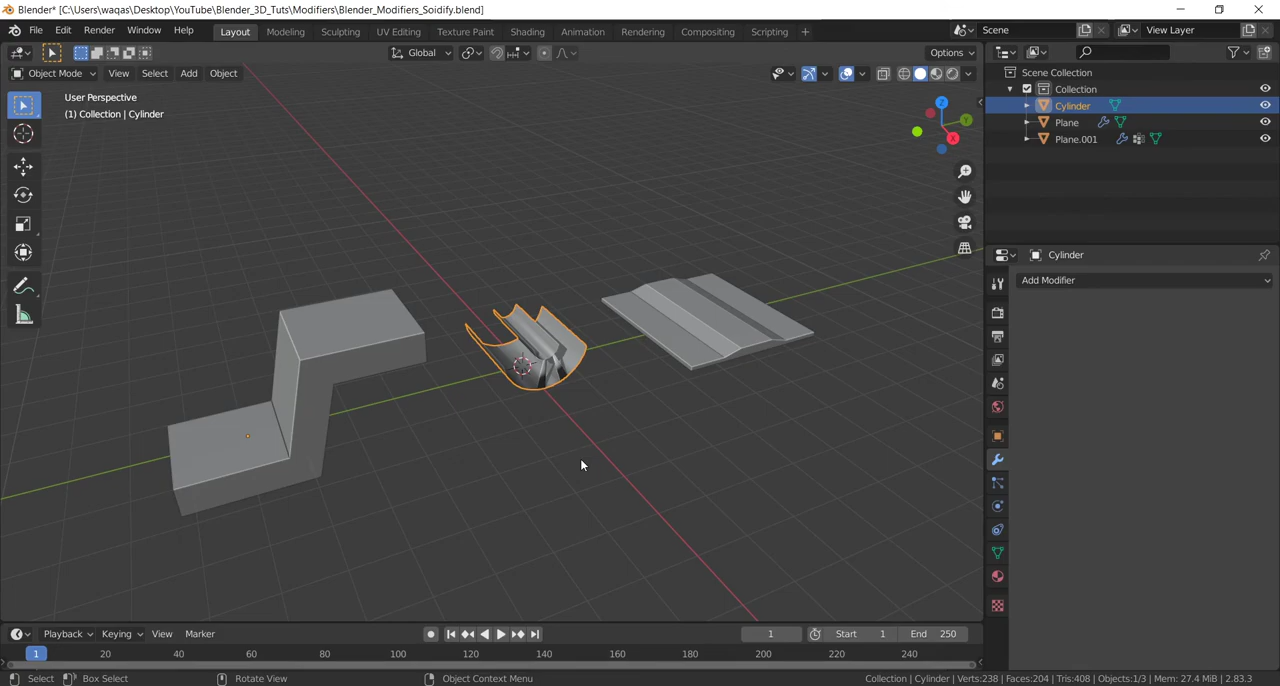 Blender* [C:\Users\waqas\Desktop\YouTube\Blender_3D_Tuts\Modifiers\Blender_Modifiers_Soidify.blend]
File Edit Render Window Help Layout Modeling Sculpting UV Editing Texture Paint Shading Animation Rendering Compositing Scripting + Scene View Layer
Global Options
Object Mode View Select Add Object
User Perspective
(1) Collection | Cylinder
Z
Y
X
Scene Collection
Collection
Cylinder
Plane
Plane.001
Cylinder
Add Modifier
Playback Keying View Marker 1 Start 1 End 250
1 20 40 60 80 100 120 140 160 180 200 220 240
Select Box Select Rotate View Object Context Menu Collection | Cylinder | Verts:238 | Faces:204 | Tris:408 | Objects:1/3 | Mem: 27.4 MiB | 2.83.3